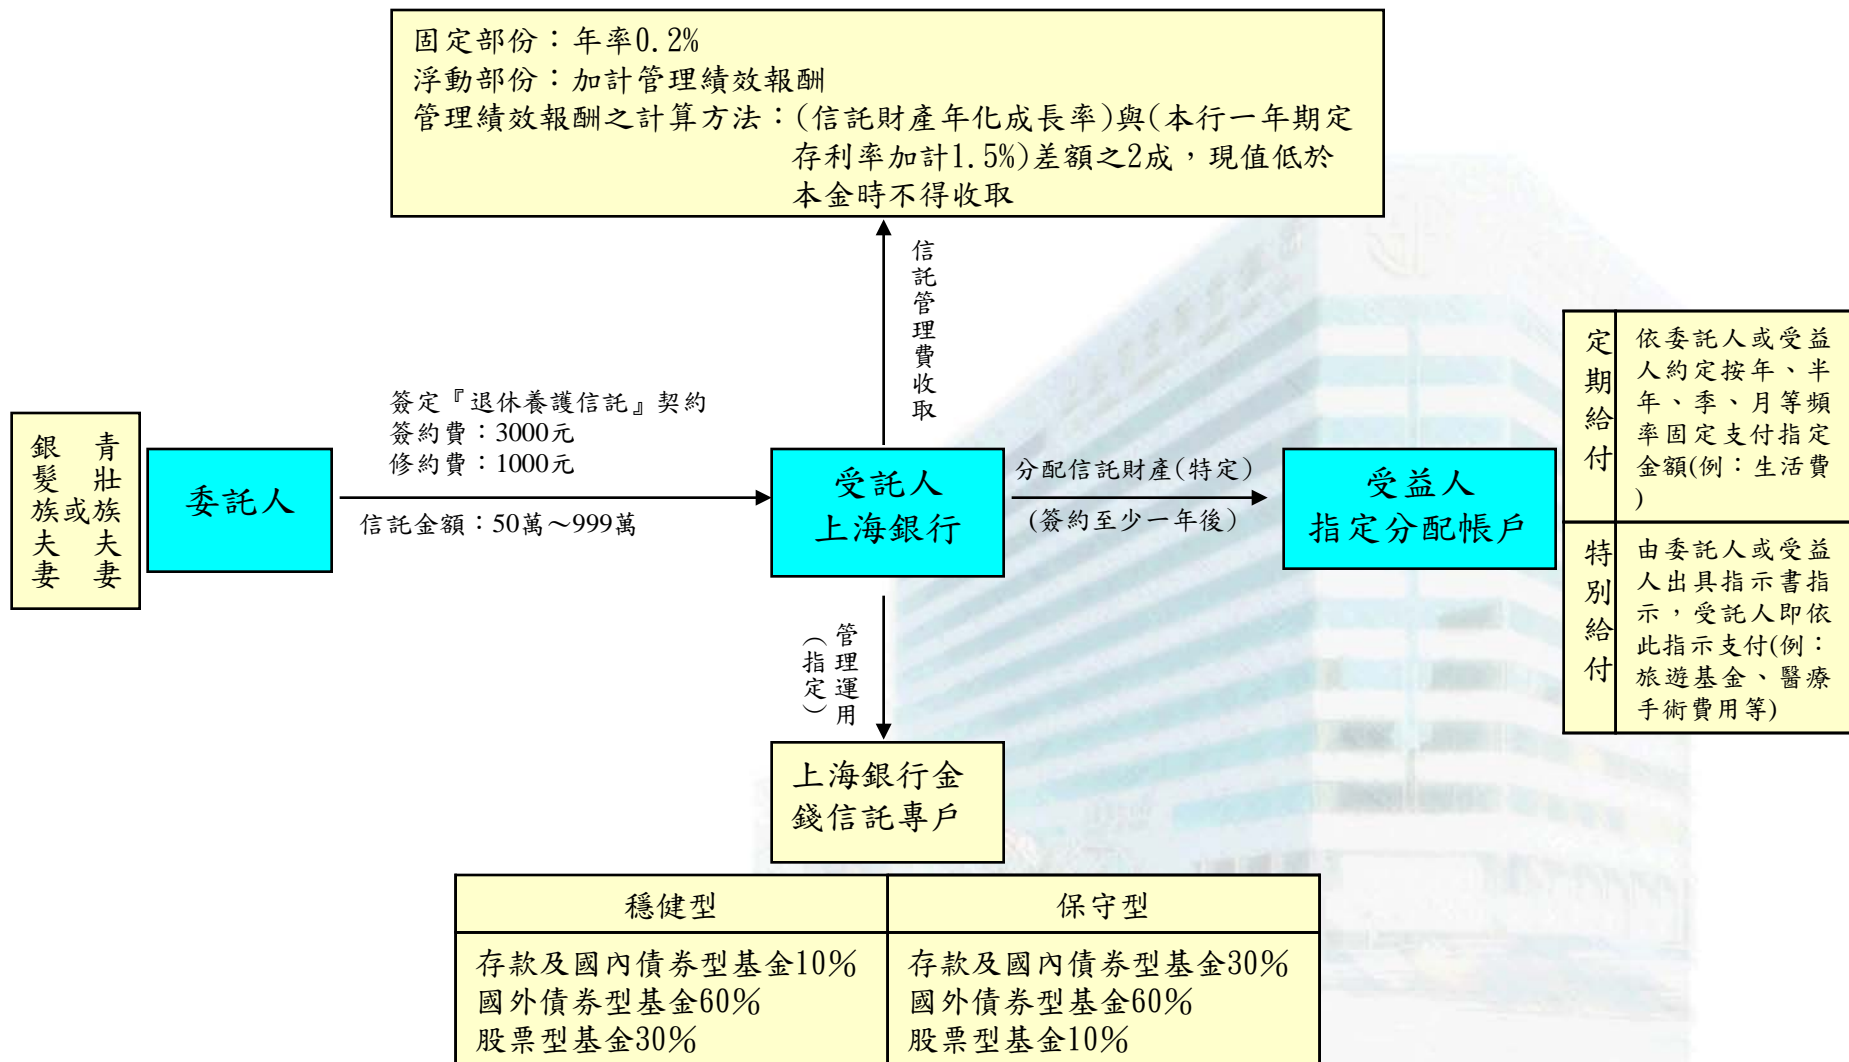 固定部份：年率0.2%
浮動部份：加計管理績效報酬
管理績效報酬之計算方法：(信託財產年化成長率)與(本行一年期定
存利率加計1.5%)差額之2成，現值低於
本金時不得收取
信託管理費收取
銀髮族夫妻
或
青壯族夫妻
委託人
簽定『退休養護信託』契約
簽約費：3000元
修約費：1000元
信託金額：50萬～999萬
受託人
上海銀行
分配信託財產(特定)
(簽約至少一年後)
受益人
指定分配帳戶
定期給付
依委託人或受益
人約定按年、半
年、季、月等頻
率固定支付指定
金額(例：生活費
)
特別給付
由委託人或受益
人出具指示書指
示，受託人即依
此指示支付(例：
旅遊基金、醫療
手術費用等)
管理運用
（指定）
上海銀行金
錢信託專戶
穩健型
存款及國內債券型基金10%
國外債券型基金60%
股票型基金30%
保守型
存款及國內債券型基金30%
國外債券型基金60%
股票型基金10%